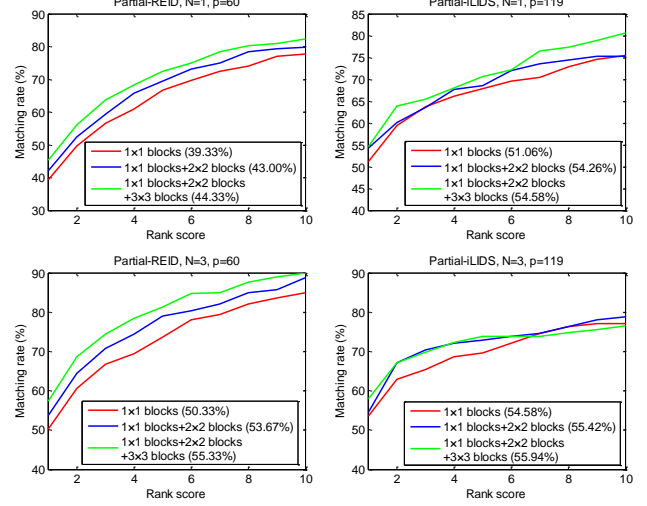 Partial-REID, N=1, p=60
Matching rate (%)
90
80
70
60
50
40
30
1×1 blocks (39.33%)
1×1 blocks+2×2 blocks (43.00%)
1×1 blocks+2×2 blocks
+3×3 blocks (44.33%)
2 4 6 8 10
Rank score
Partial-iLIDS, N=1, p=119
Matching rate (%)
85
80
75
70
65
60
55
50
45
40
1×1 blocks (51.06%)
1×1 blocks+2×2 blocks (54.26%)
1×1 blocks+2×2 blocks
+3×3 blocks (54.58%)
2 4 6 8 10
Rank score
Partial-REID, N=3, p=60
Matching rate (%)
90
80
70
60
50
40
1×1 blocks (50.33%)
1×1 blocks+2×2 blocks (53.67%)
1×1 blocks+2×2 blocks
+3×3 blocks (55.33%)
2 4 6 8 10
Rank score
Partial-iLIDS, N=3, p=119
Matching rate (%)
90
80
70
60
50
40
1×1 blocks (54.58%)
1×1 blocks+2×2 blocks (55.42%)
1×1 blocks+2×2 blocks
+3×3 blocks (55.94%)
2 4 6 8 10
Rank score